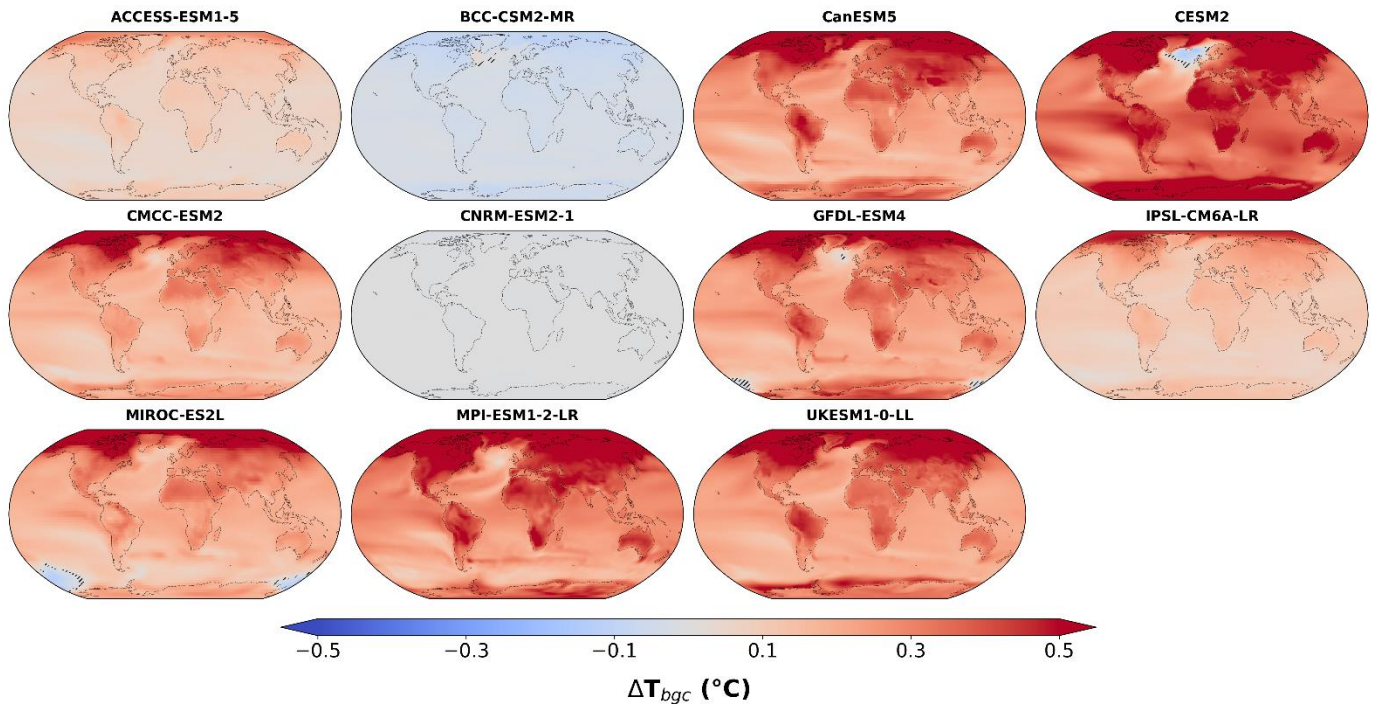 ACCESS-ESM1-5 BCC-CSM2-MR CanESM5 CESM2
CMCC-ESM2 CNRM-ESM2-1 GFDL-ESM4 IPSL-CM6A-LR
MIROC-ES2L MPI-ESM1-2-LR UKESM1-0-LL
−0.5 −0.3 −0.1 0.1 0.3 0.5
ΔT_bgc (°C)